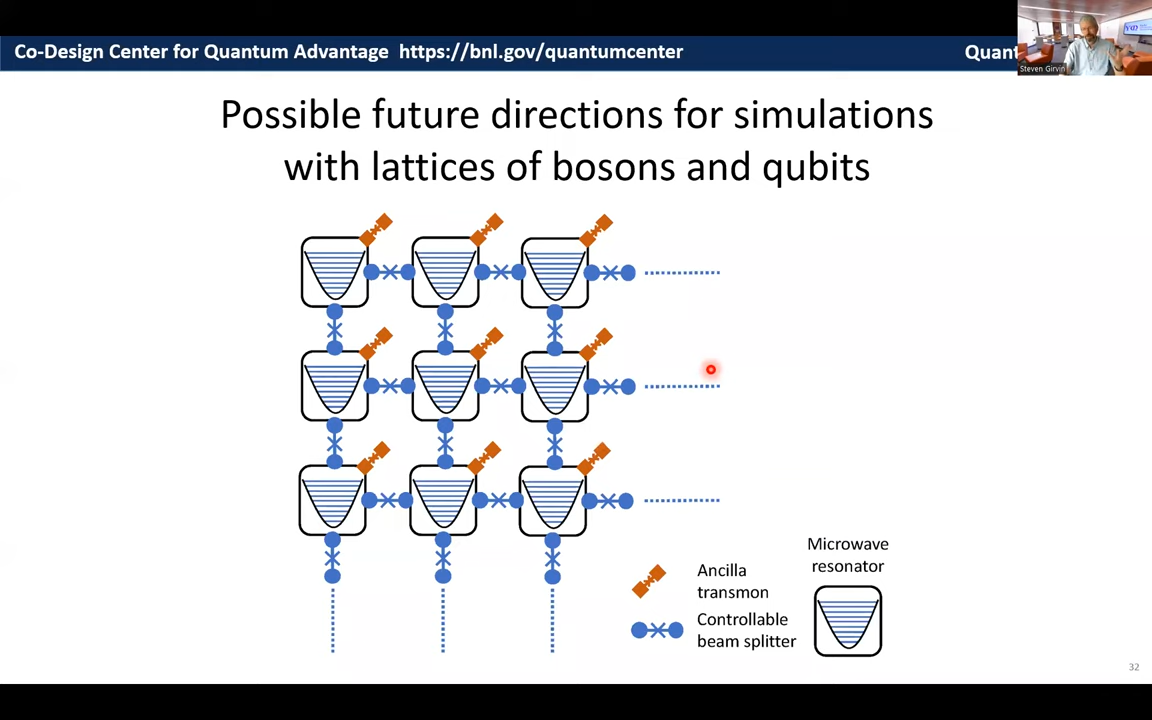 Co-Design Center for Quantum Advantage https://bnl.gov/quantumcenter
Steven Girvin
Possible future directions for simulations
with lattices of bosons and qubits
Microwave
resonator
Ancilla
transmon
Controllable
beam splitter
32